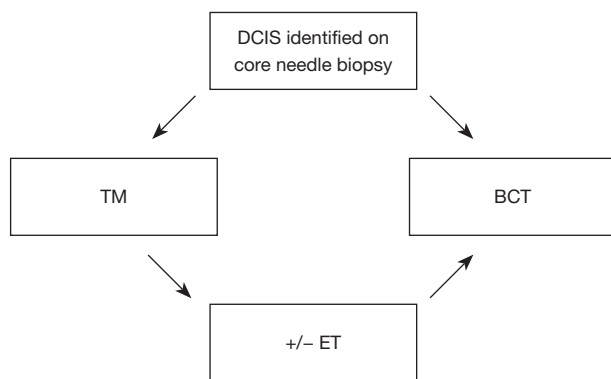 DCIS identified on
core needle biopsy
TM
BCT
+/− ET